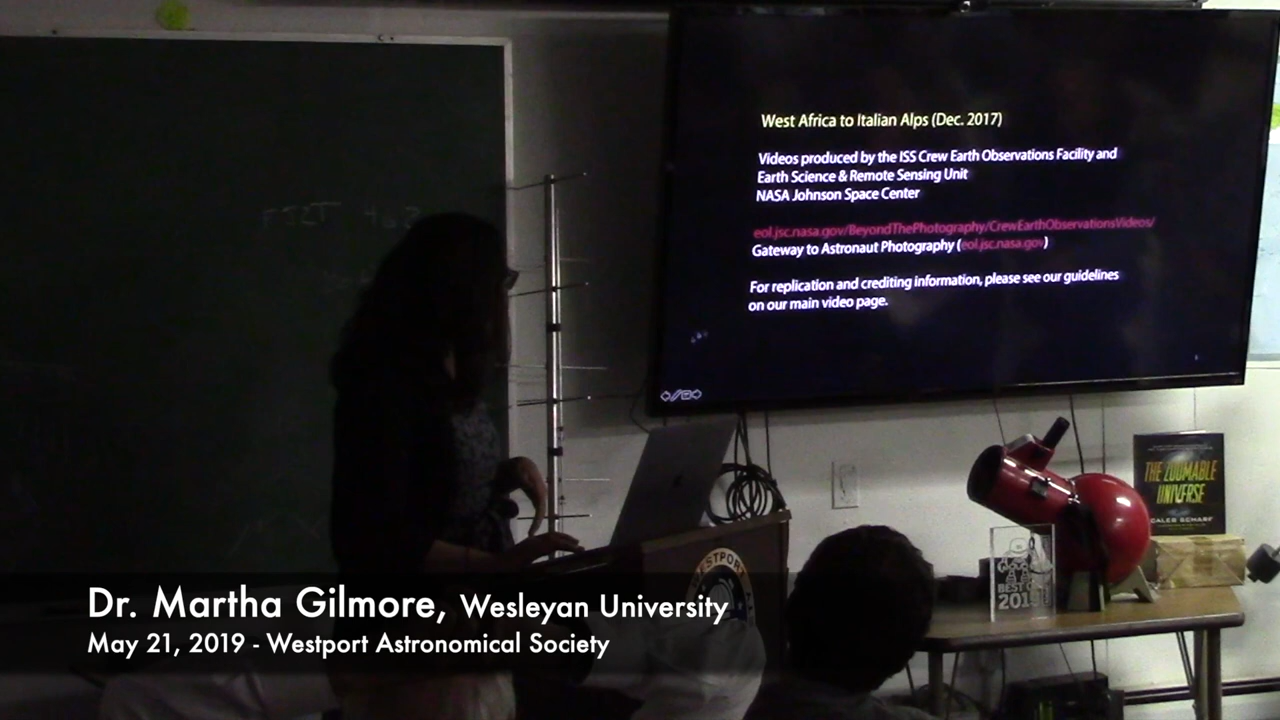 West Africa to Italian Alps (Dec. 2017)
Videos produced by the ISS Crew Earth Observations Facility and
Earth Science & Remote Sensing Unit
NASA Johnson Space Center
eol.jsc.nasa.gov/BeyondThePhotography/CrewEarthObservationsVideos/
Gateway to Astronaut Photography (eol.jsc.nasa.gov)
For replication and crediting information, please see our guidelines
on our main video page.
THE ZOOMABLE
UNIVERSE
CALEB SCHARF
BEST
201
WESTPORT
Dr. Martha Gilmore, Wesleyan University
May 21, 2019 - Westport Astronomical Society